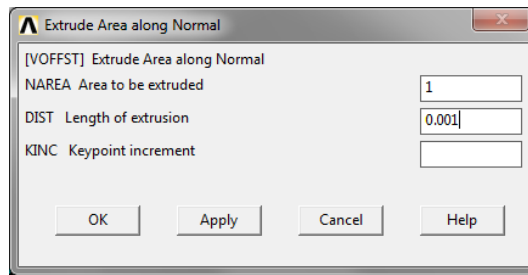 Extrude Area along Normal
[VOFFST] Extrude Area along Normal
NAREA Area to be extruded 1
DIST Length of extrusion 0.001
KINC Keypoint increment
OK Apply Cancel Help